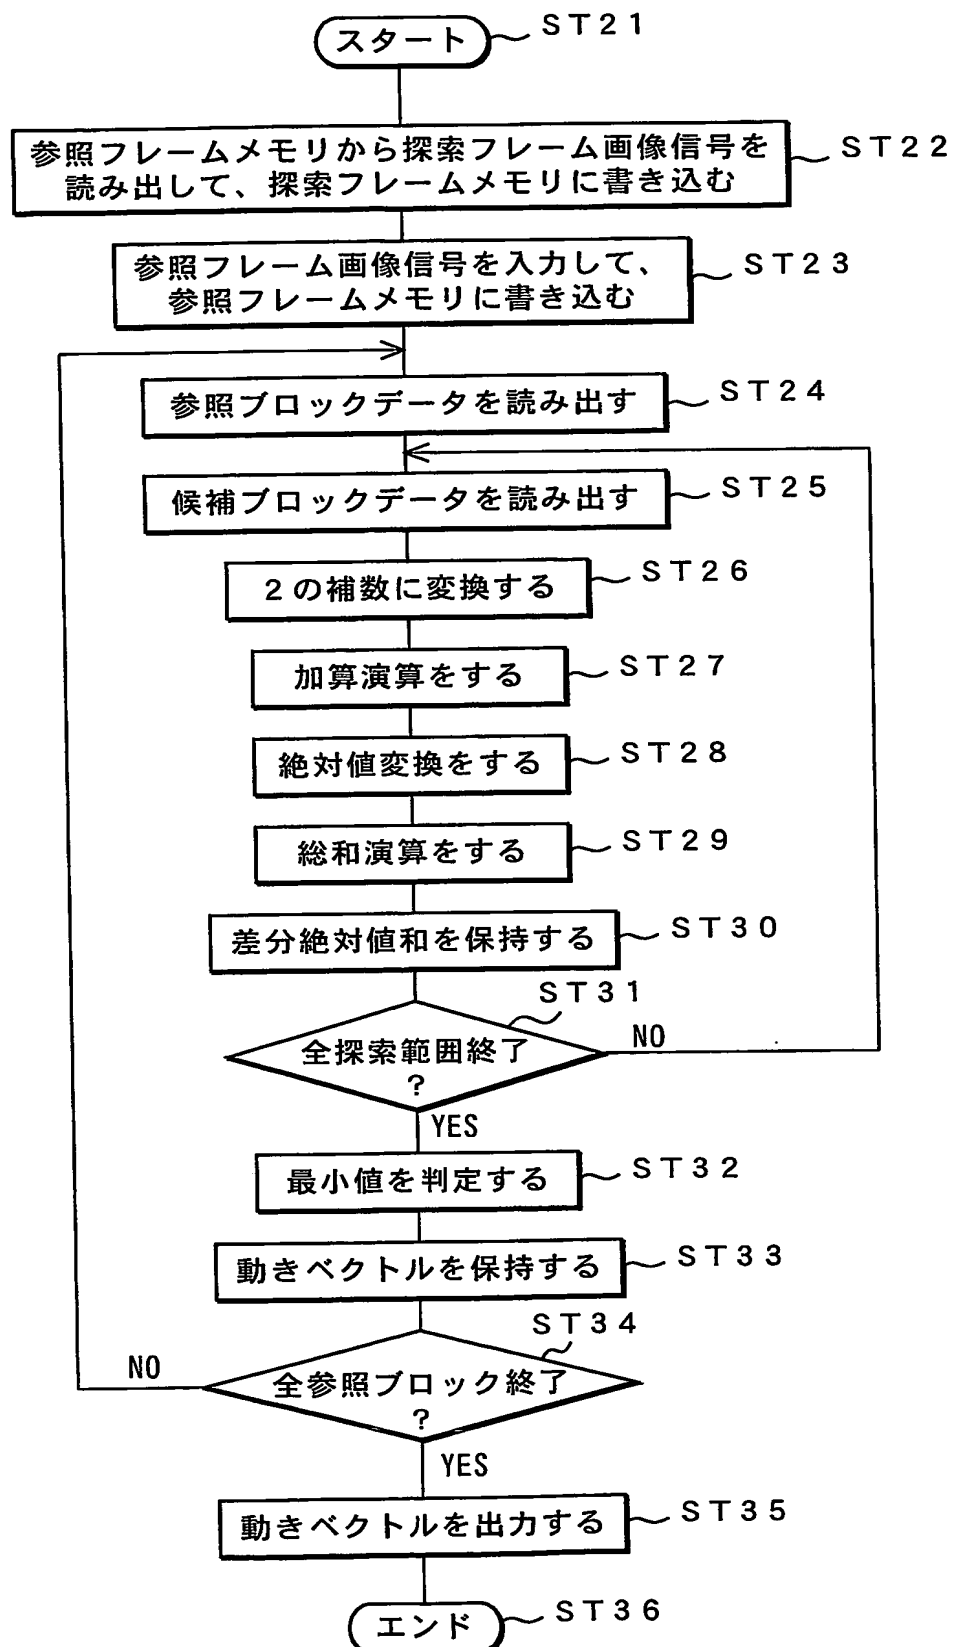 スタート
ST21
参照フレームメモリから探索フレーム画像信号を
読み出して、探索フレームメモリに書き込む
ST22
参照フレーム画像信号を入力して、
参照フレームメモリに書き込む
ST23
参照ブロックデータを読み出す
ST24
候補ブロックデータを読み出す
ST25
2の補数に変換する
ST26
加算演算をする
ST27
絶対値変換をする
ST28
総和演算をする
ST29
差分絶対値和を保持する
ST30
ST31
全探索範囲終了
?
NO
YES
最小値を判定する
ST32
動きベクトルを保持する
ST33
ST34
NO
全参照ブロック終了
?
YES
動きベクトルを出力する
ST35
エンド
ST36